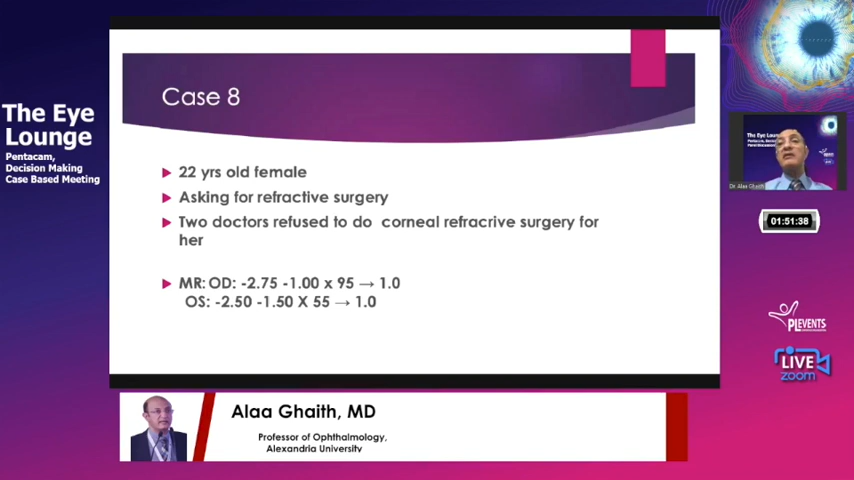 The Eye
Lounge
Pentacam,
Decision Making
Case Based Meeting
Case 8
22 yrs old female
Asking for refractive surgery
Two doctors refused to do corneal refrecrive surgery for
her
MR: OD: -2.75 -1.00 x 95 → 1.0
OS: -2.50 -1.50 X 55 → 1.0
Dr. Alaa Ghaith
01:51:38
PLEVENTS
LIVE
zoom
Alaa Ghaith, MD
Professor of Ophthalmology,
Alexandria University